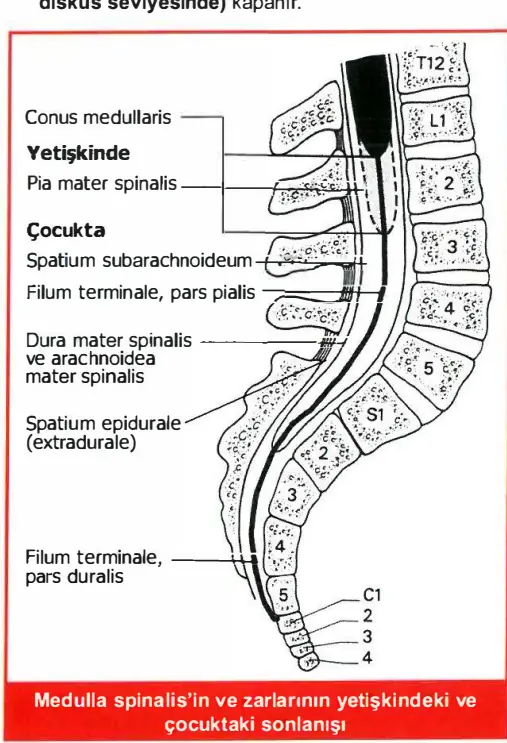 diskus seviyesinde) kapanır.
Conus medullaris
Yetişkinde
Pia mater spinalis
Çocukta
Spatium subarachnoideum
Filum terminale, pars pialis
Dura mater spinalis
ve arachnoidea
mater spinalis
Spatium epidurale
(extradurale)
Filum terminale,
pars duralis
T12
L1
2
3
4
5
S1
2
3
4
5
C1
2
3
4
Medulla spinalis'in ve zarlarının yetişkindeki ve
çocuktaki sonlanışı